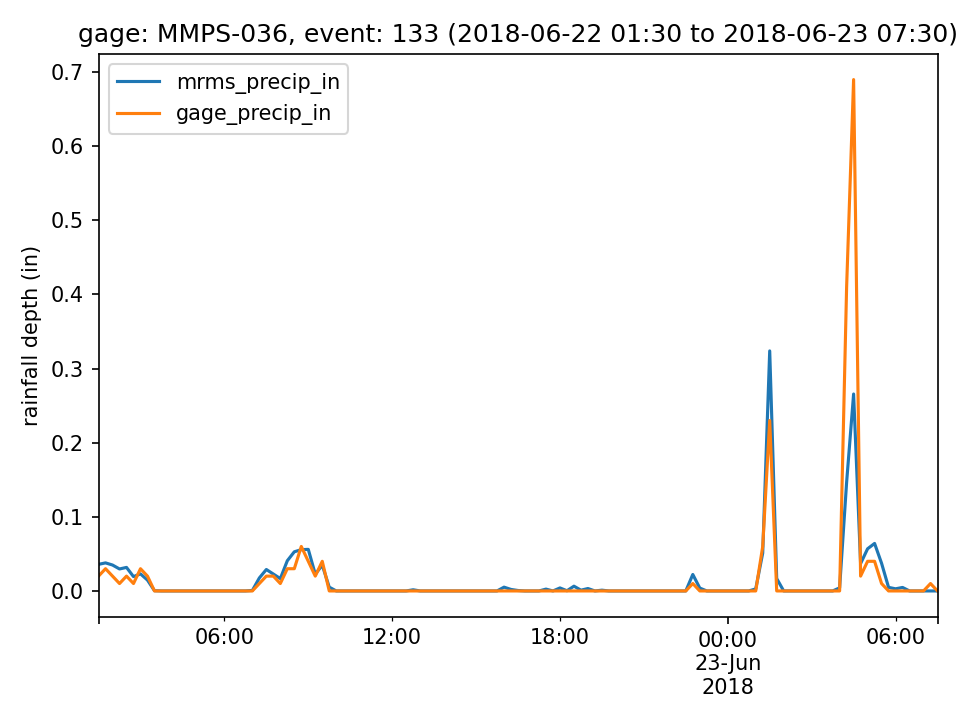 gage: MMPS-036, event: 133 (2018-06-22 01:30 to 2018-06-23 07:30)
mrms_precip_in
gage_precip_in
rainfall depth (in)
0.7
0.6
0.5
0.4
0.3
0.2
0.1
0.0
06:00 12:00 18:00 00:00 06:00
23-Jun
2018